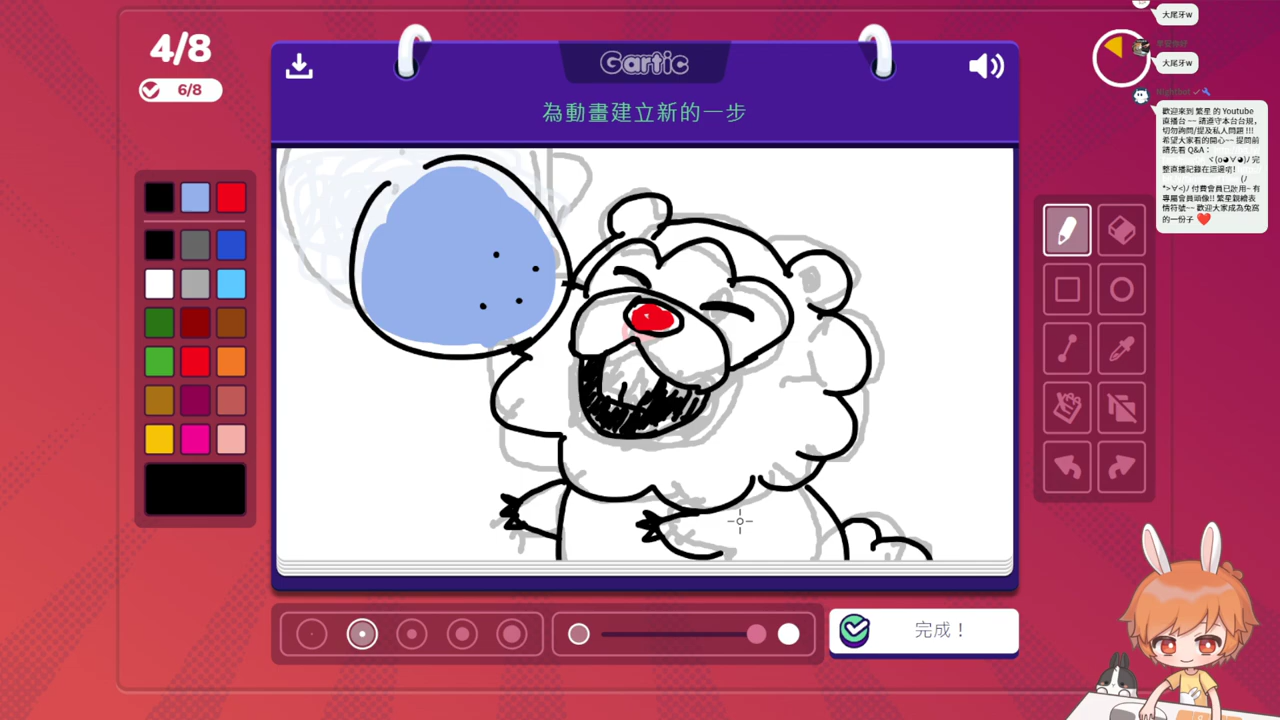 4/8
6/8
Gartic
為動畫建立新的一步
完成！
大尾牙w
大尾牙w
Nightbot
歡迎來到 繁星 的 Youtube
直播台 ~~ 請遵守本台台規,
切勿詢問/提及私人問題 !!!
希望大家看的開心~~ 提問前
請先看 Q&A：
ヾ(o◕∀◕)ﾉ 完
整直播記錄在這邊唷!
(ﾉ
*>∀<)ﾉ 付費會員已啟用~ 有
專屬會員頭像!! 繁星親繪表
情符號~~ 歡迎大家成為兔窩
的一份子 ❤️